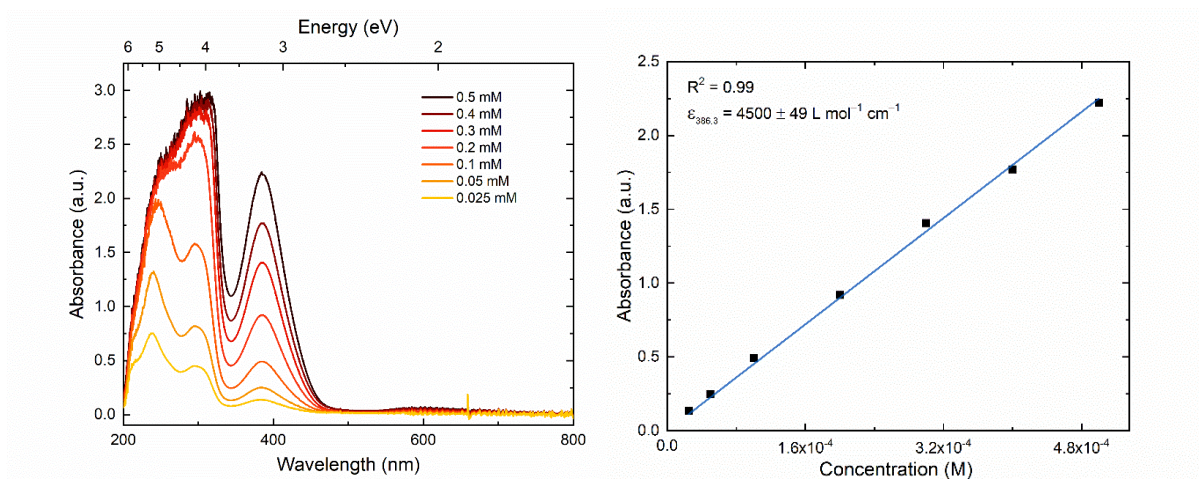 Energy (eV)
6 5 4 3 2
Absorbance (a.u.)
3.0
2.5
2.0
1.5
1.0
0.5
0.0
0.5 mM
0.4 mM
0.3 mM
0.2 mM
0.1 mM
0.05 mM
0.025 mM
200 400 600 800
Wavelength (nm)
Absorbance (a.u.)
2.5
2.0
1.5
1.0
0.5
0.0
R² = 0.99
ε₃₈₆.₃ = 4500 ± 49 L mol⁻¹ cm⁻¹
0.0 1.6x10⁻⁴ 3.2x10⁻⁴ 4.8x10⁻⁴
Concentration (M)